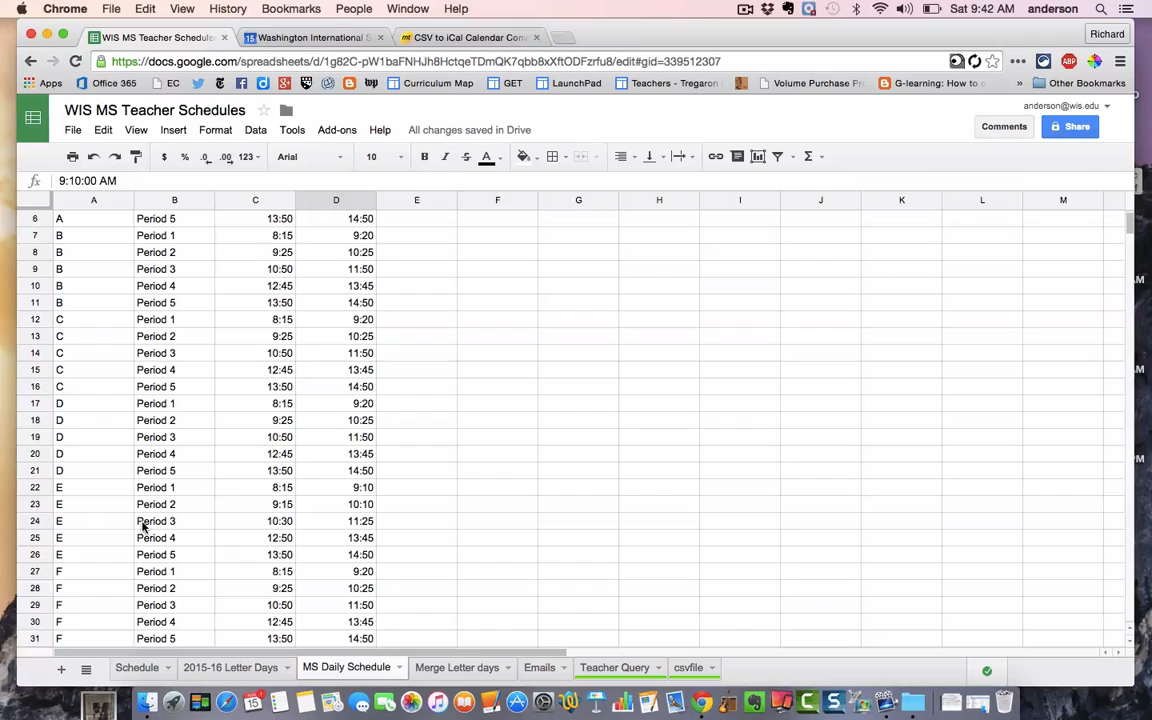 Chrome File Edit View History Bookmarks People Window Help Sat 9:42 AM anderson
WIS MS Teacher Schedule Washington International S CSV to iCal Calendar Con Richard
https://docs.google.com/spreadsheets/d/1g82C-pW1baFNHJh8HctqeTDmQK7qbb8xXftODFzrfu8/edit#gid=339512307
Apps Office 365 EC Curriculum Map GET LaunchPad Teachers - Tregaron Volume Purchase G-learning: How to c » Other Bookmarks
WIS MS Teacher Schedules anderson@wis.edu
File Edit View Insert Format Data Tools Add-ons Help All changes saved in Drive Comments Share
$ % .0 .00 123 Arial 10 B I S A Σ
fx 9:10:00 AM
A B C D E F G H I J K L M
6 A Period 5 13:50 14:50
7 B Period 1 8:15 9:20
8 B Period 2 9:25 10:25
9 B Period 3 10:50 11:50
10 B Period 4 12:45 13:45
11 B Period 5 13:50 14:50
12 C Period 1 8:15 9:20
13 C Period 2 9:25 10:25
14 C Period 3 10:50 11:50
15 C Period 4 12:45 13:45
16 C Period 5 13:50 14:50
17 D Period 1 8:15 9:20
18 D Period 2 9:25 10:25
19 D Period 3 10:50 11:50
20 D Period 4 12:45 13:45
21 D Period 5 13:50 14:50
22 E Period 1 8:15 9:10
23 E Period 2 9:15 10:10
24 E Period 3 10:30 11:25
25 E Period 4 12:50 13:45
26 E Period 5 13:50 14:50
27 F Period 1 8:15 9:20
28 F Period 2 9:25 10:25
29 F Period 3 10:50 11:50
30 F Period 4 12:45 13:45
31 F Period 5 13:50 14:50
Schedule 2015-16 Letter Days MS Daily Schedule Merge Letter days Emails Teacher Query csvfile